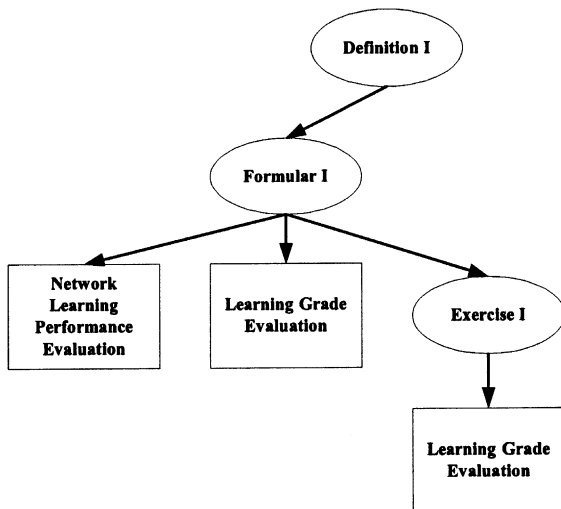 Definition I
Formular I
Network
Learning
Performance
Evaluation
Learning Grade
Evaluation
Exercise I
Learning Grade
Evaluation